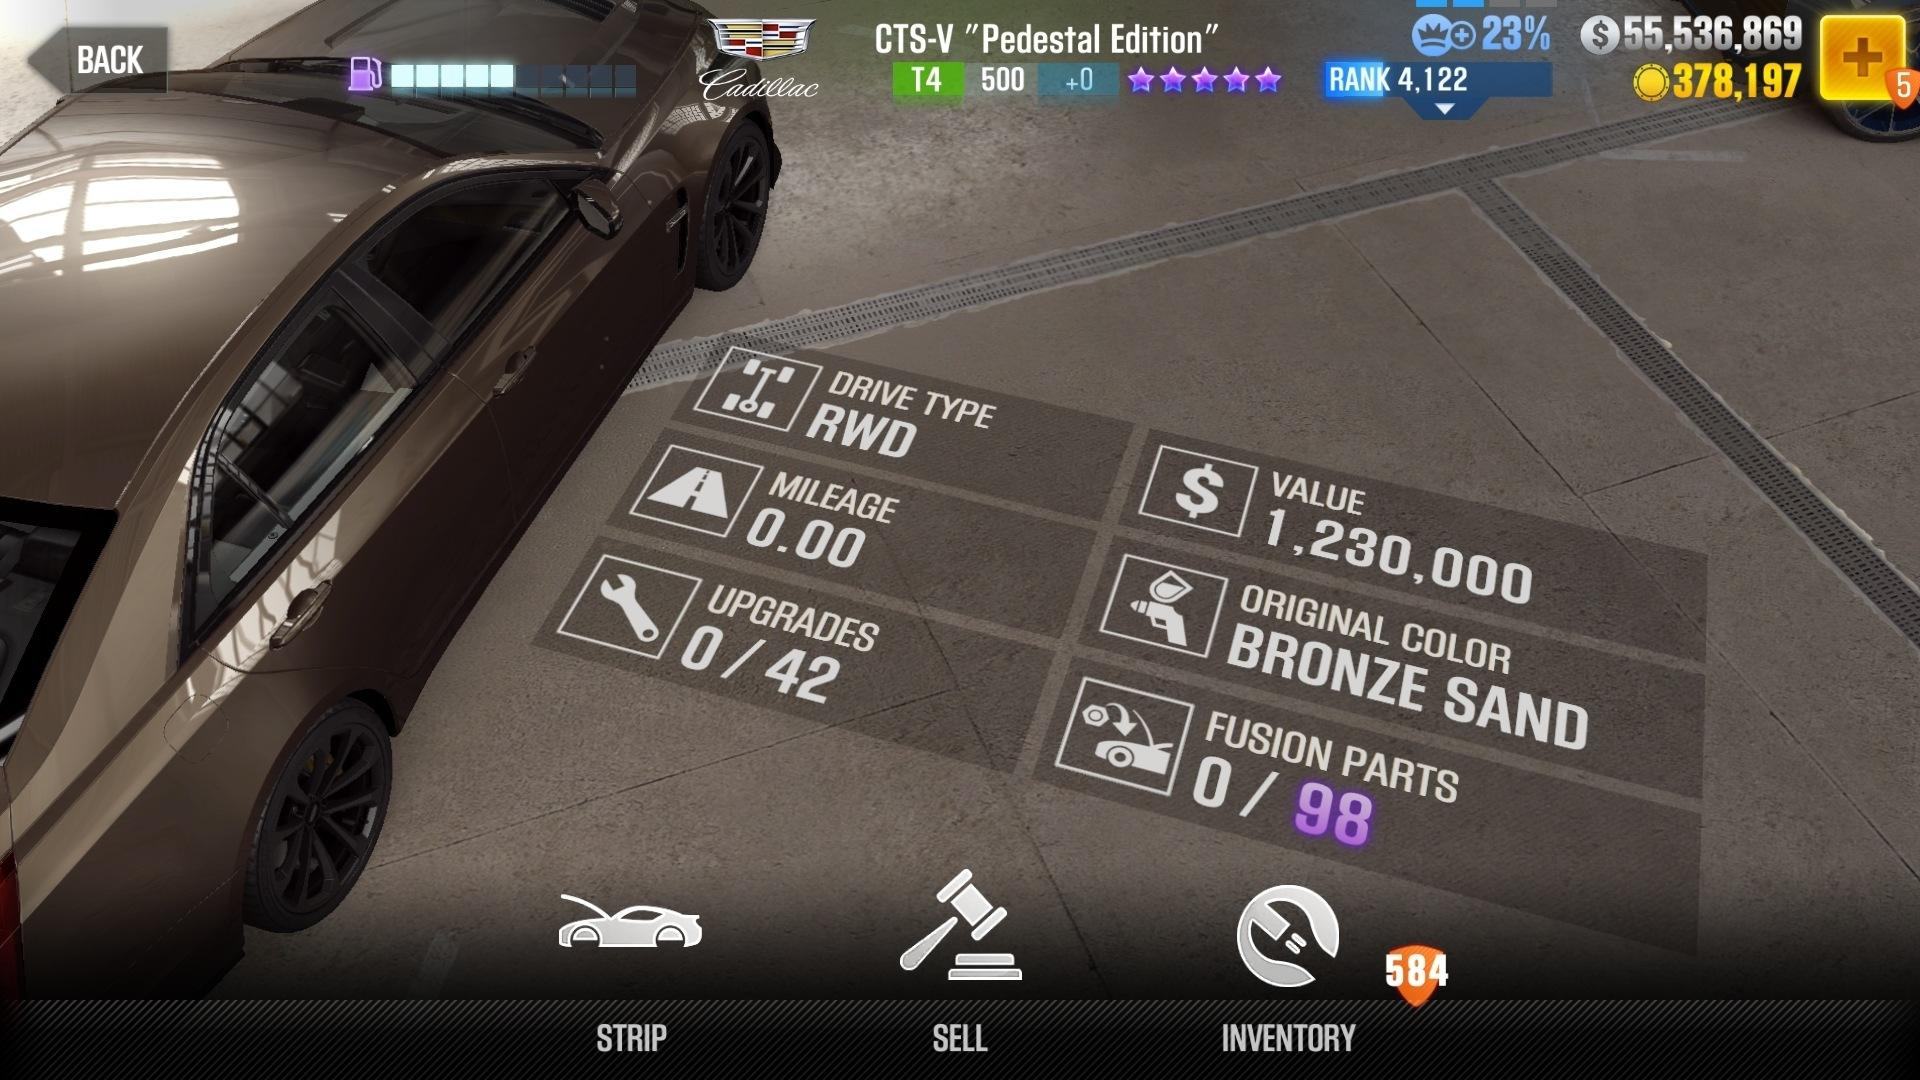 BACK
Cadillac
CTS-V "Pedestal Edition"
T4 500 +0
RANK 4,122
23%
55,536,869
378,197
5
DRIVE TYPE
RWD
MILEAGE
0.00
UPGRADES
0 / 42
VALUE
1,230,000
ORIGINAL COLOR
BRONZE SAND
FUSION PARTS
0 / 98
STRIP
SELL
INVENTORY
584